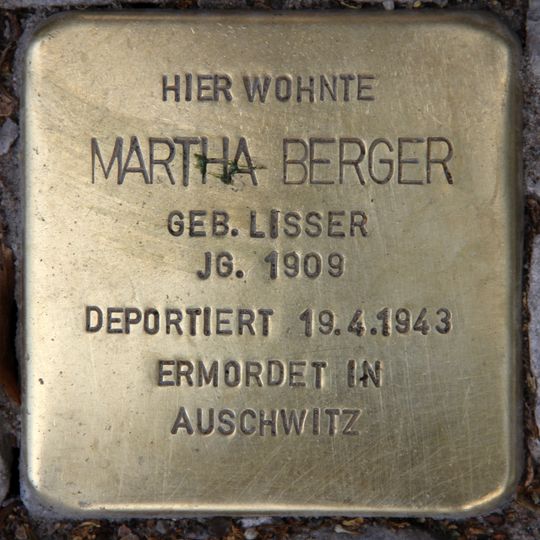 HIER WOHNTE
MARTHA BERGER
GEB. LISSER
JG. 1909
DEPORTIERT 19.4.1943
ERMORDET IN
AUSCHWITZ